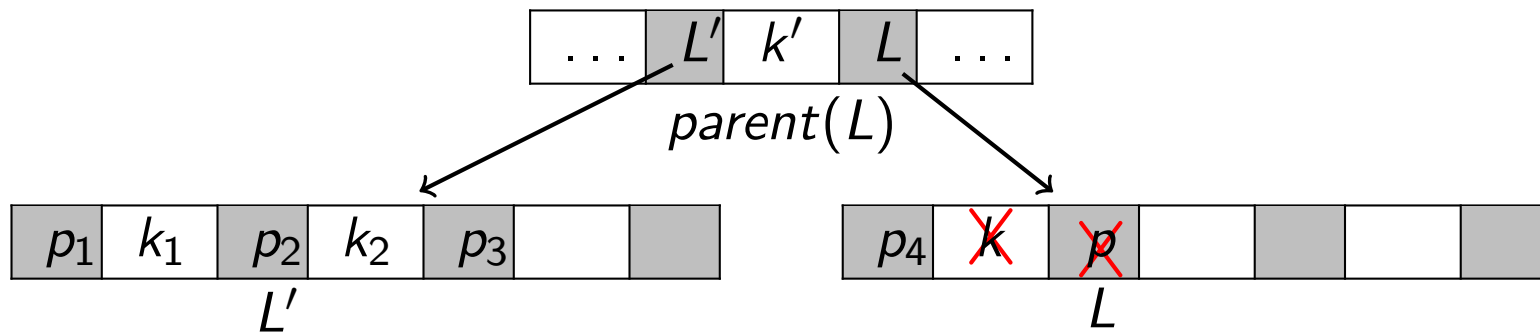 … L′ k′ L …
parent(L)
p₁ k₁ p₂ k₂ p₃ p₄ k p
L′ L